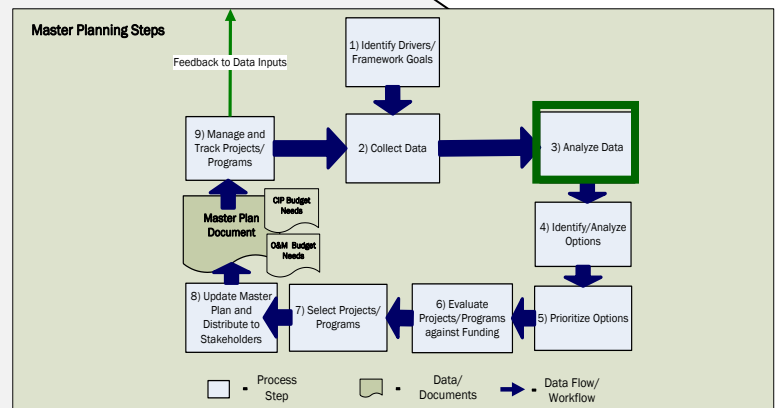 Master Planning Steps
Feedback to Data Inputs
1) Identify Drivers/
Framework Goals
2) Collect Data
3) Analyze Data
4) Identify/Analyze
Options
5) Prioritize Options
6) Evaluate
Projects/Programs
against Funding
7) Select Projects/
Programs
8) Update Master
Plan and
Distribute to
Stakeholders
Master Plan
Document
CIP Budget
Needs
O&M Budget
Needs
9) Manage and
Track Projects/
Programs
- Process
Step
- Data/
Documents
- Data Flow/
Workflow